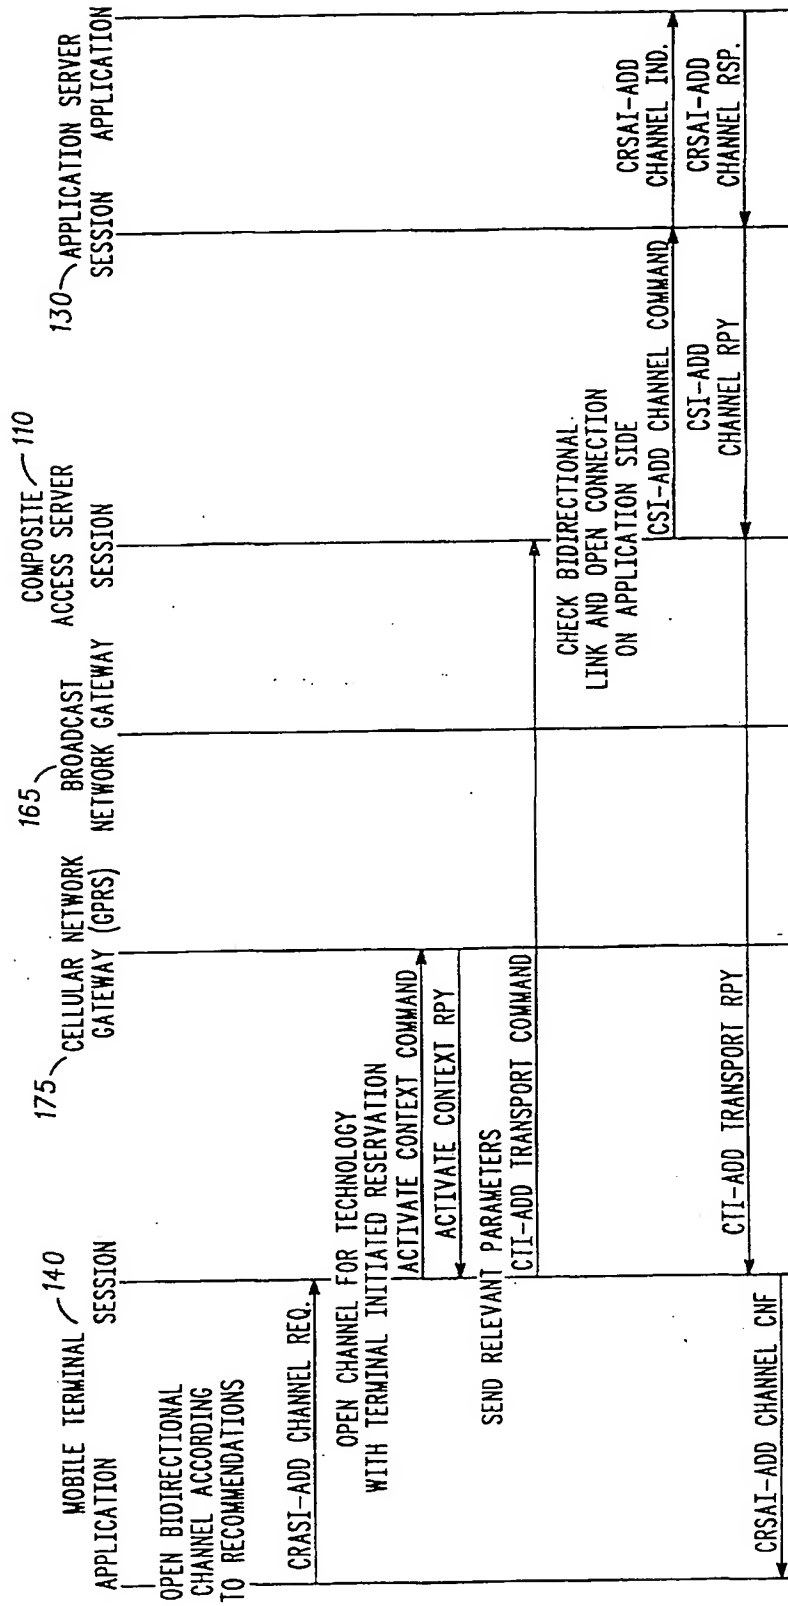 MOBILE TERMINAL 140
APPLICATION SESSION
175 CELLULAR NETWORK
GATEWAY (GPRS)
165
BROADCAST
NETWORK GATEWAY
COMPOSITE 110
ACCESS SERVER
SESSION
130 APPLICATION SERVER
SESSION APPLICATION
OPEN BIDIRECTIONAL
CHANNEL ACCORDING
TO RECOMMENDATIONS
CRASI-ADD CHANNEL REQ.
OPEN CHANNEL FOR TECHNOLOGY
WITH TERMINAL INITIATED RESERVATION
ACTIVATE CONTEXT COMMAND
ACTIVATE CONTEXT RPY
SEND RELEVANT PARAMETERS
CTI-ADD TRANSPORT COMMAND
CHECK BIDIRECTIONAL
LINK AND OPEN CONNECTION
ON APPLICATION SIDE
CSI-ADD CHANNEL COMMAND
CRSAI-ADD
CHANNEL IND.
CSI-ADD
CHANNEL RPY
CRSAI-ADD
CHANNEL RSP.
CTI-ADD TRANSPORT RPY
CRSAI-ADD CHANNEL CNF